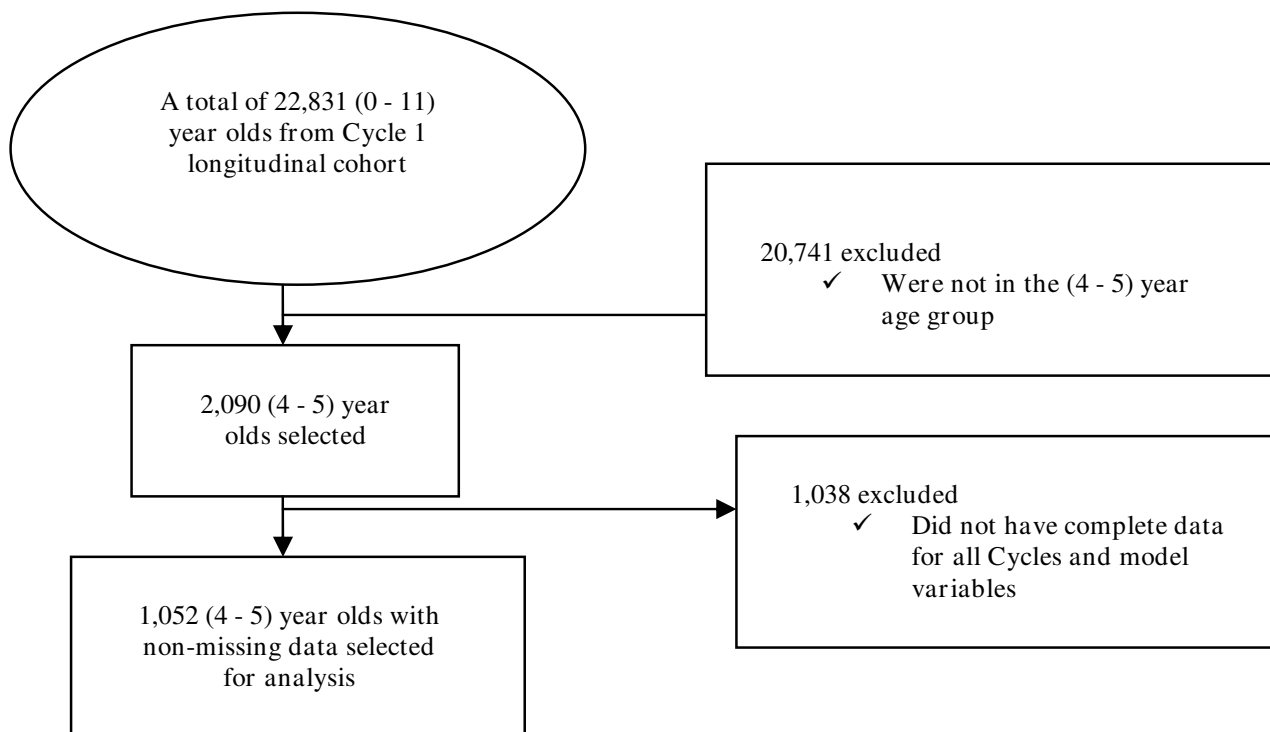 A total of 22,831 (0 - 11)
year olds from Cycle 1
longitudinal cohort
20,741 excluded
✓ Were not in the (4 - 5) year
age group
2,090 (4 - 5) year
olds selected
1,038 excluded
✓ Did not have complete data
for all Cycles and model
variables
1,052 (4 - 5) year olds with
non-missing data selected
for analysis